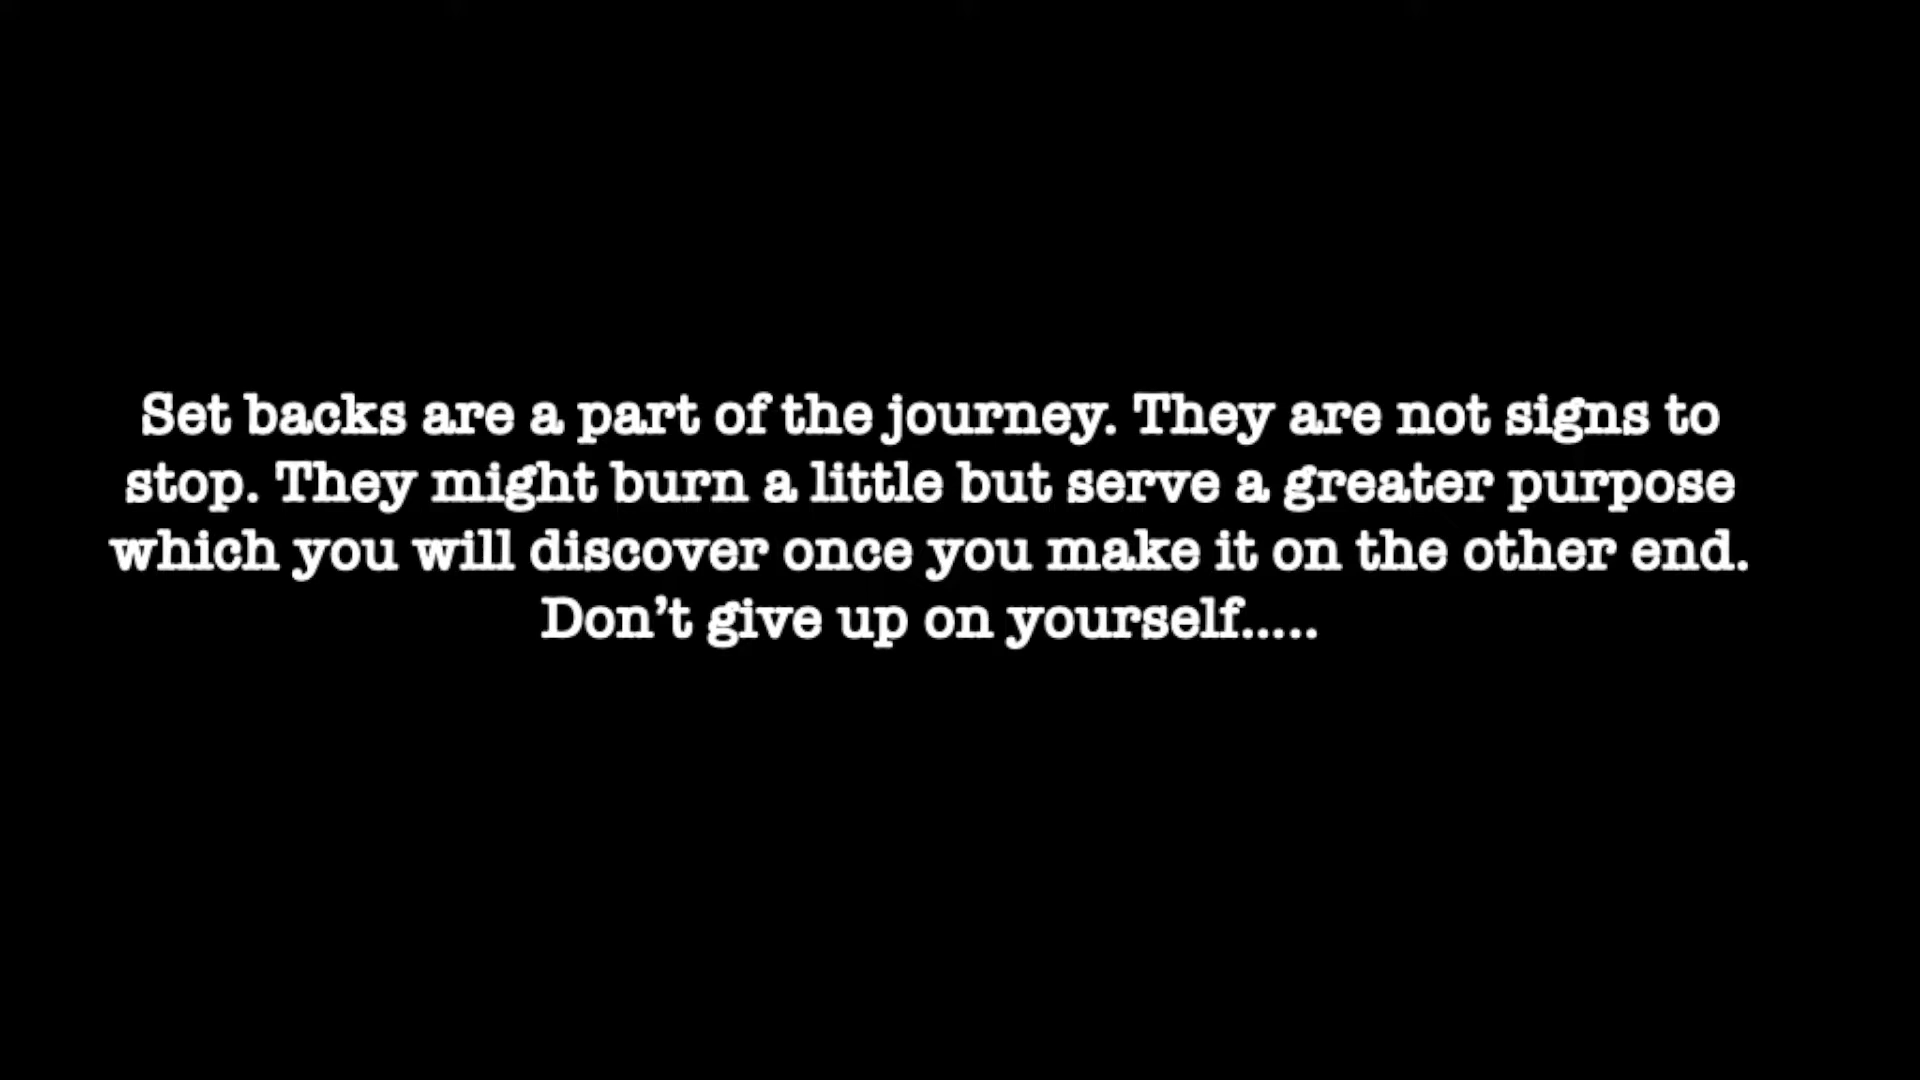 Set backs are a part of the journey. They are not signs to
stop. They might burn a little but serve a greater purpose
which you will discover once you make it on the other end.
Don’t give up on yourself.....